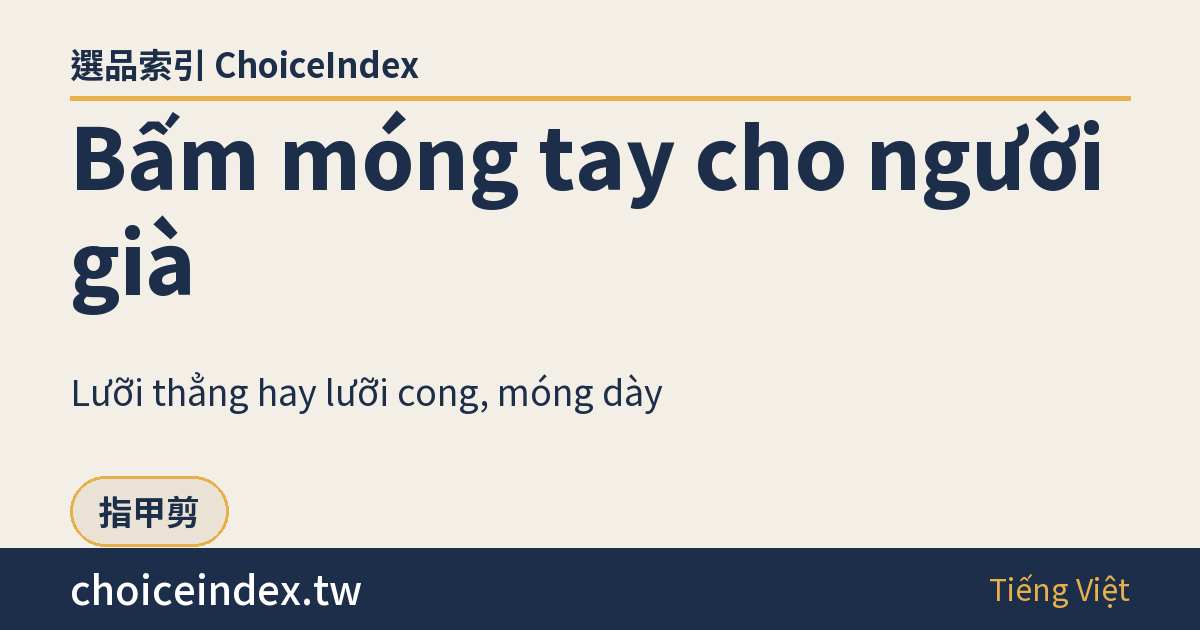 選品索引 ChoiceIndex
Bấm móng tay cho người
già
Lưỡi thẳng hay lưỡi cong, móng dày
指甲剪
choiceindex.tw
Tiếng Việt